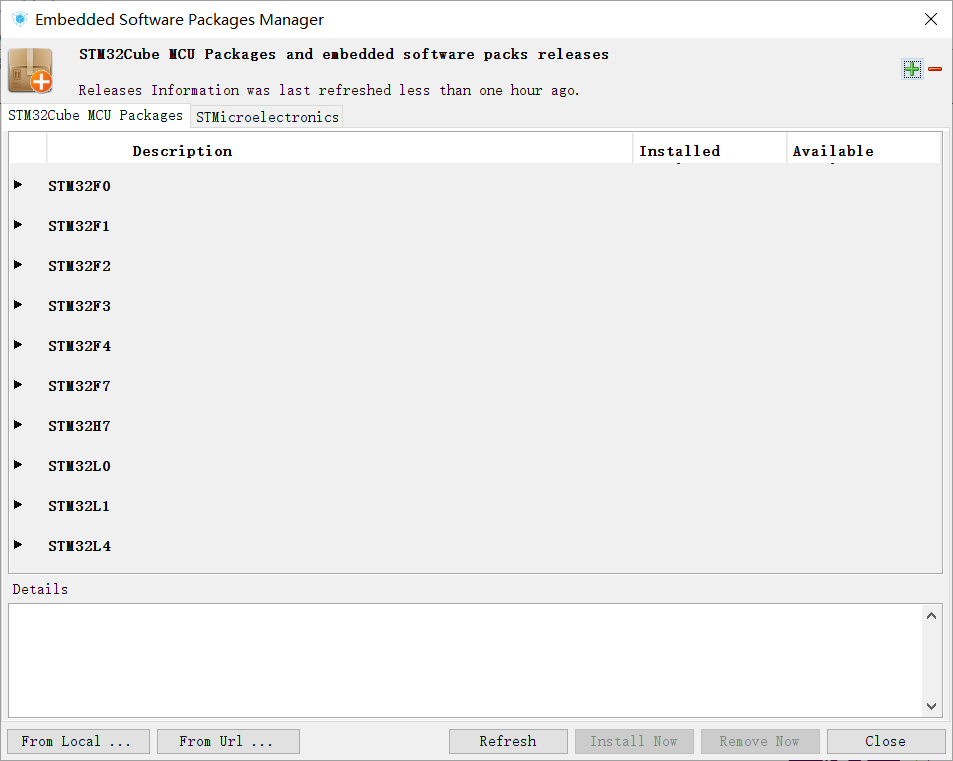 Embedded Software Packages Manager
STM32Cube MCU Packages and embedded software packs releases
Releases Information was last refreshed less than one hour ago.
STM32Cube MCU Packages STMicroelectronics
Description Installed Available
STM32F0
STM32F1
STM32F2
STM32F3
STM32F4
STM32F7
STM32H7
STM32L0
STM32L1
STM32L4
Details
From Local ... From Url ... Refresh Install Now Remove Now Close